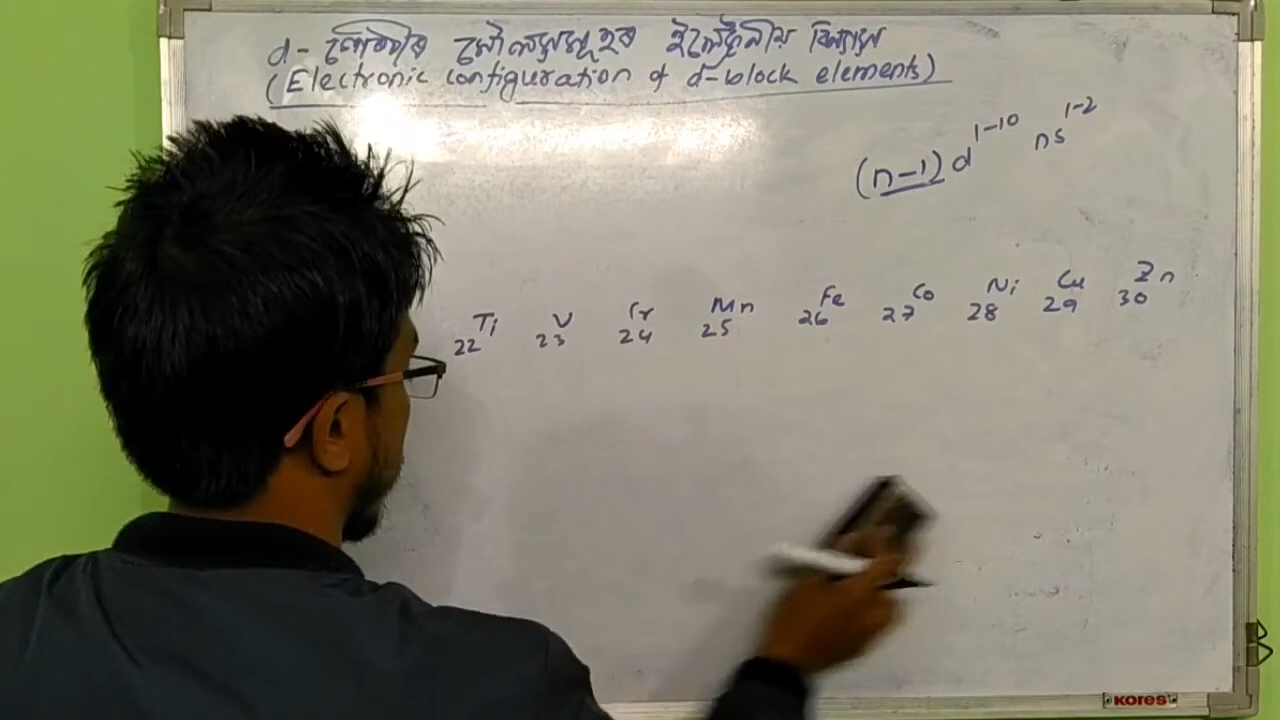 d- ব্লকৰ মৌলসমূহৰ ইলেক্ট্ৰনীয় বিন্যাস
(Electronic configuration of d-block elements)
(n-1)d¹⁻¹⁰ ns¹⁻²
₂₂Ti ₂₃V ₂₄Cr ₂₅Mn ₂₆Fe ₂₇Co ₂₈Ni ₂₉Cu ₃₀Zn
KORES